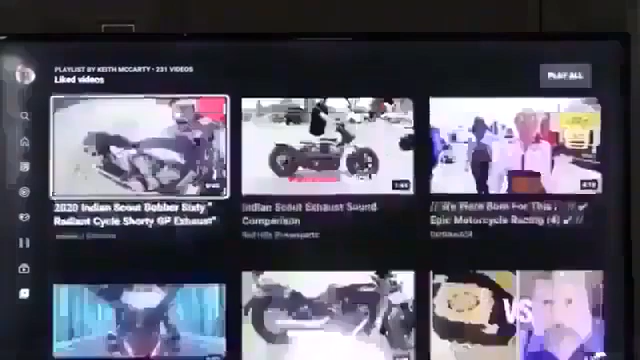 PLAYLIST BY KEITH MCCARTY • 231 VIDEOS
Liked videos
PLAY ALL
2020 Indian Scout Bobber Sixty "
Radiant Cycle Shorty GP Exhaust"
Indian Scout Exhaust Sound
Comparison
// We Were Born For This
Epic Motorcycle Racing (4)
VS